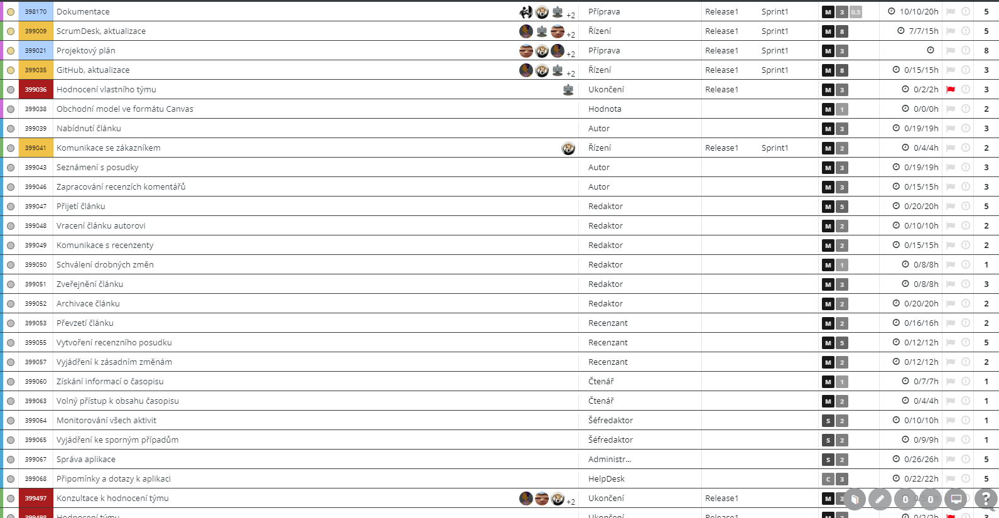 398170 Dokumentace +2 Příprava Release1 Sprint1 M 3 0.5 10/10/20h 5
399009 ScrumDesk, aktualizace +2 Řízení Release1 Sprint1 M 8 7/7/15h 5
399021 Projektový plán +2 Příprava Release1 Sprint1 M 3 8
399035 GitHub, aktualizace +2 Řízení Release1 Sprint1 M 8 0/15/15h 3
399036 Hodnocení vlastního týmu Ukončení Release1 M 3 0/2/2h 3
399038 Obchodní model ve formátu Canvas Hodnota M 1 0/0/0h 2
399039 Nabídnutí článku Autor M 3 0/19/19h 3
399041 Komunikace se zákazníkem Řízení Release1 Sprint1 M 2 0/4/4h 2
399043 Seznámení s posudky Autor M 3 0/19/19h 3
399046 Zapracování recenzích komentářů Autor M 3 0/15/15h 3
399047 Přijetí článku Redaktor M 5 0/20/20h 5
399048 Vracení článku autorovi Redaktor M 2 0/10/10h 2
399049 Komunikace s recenzenty Redaktor M 2 0/15/15h 2
399050 Schválení drobných změn Redaktor M 1 0/8/8h 1
399051 Zveřejnění článku Redaktor M 3 0/8/8h 3
399052 Archivace článku Redaktor M 2 0/20/20h 2
399053 Převzetí článku Recenzant M 2 0/16/16h 2
399055 Vytvoření recenzního posudku Recenzant M 5 0/12/12h 5
399057 Vyjádření k zásadním změnám Recenzant M 2 0/12/12h 2
399060 Získání informací o časopisu Čtenář M 1 0/7/7h 1
399063 Volný přístup k obsahu časopisu Čtenář M 2 0/4/4h 1
399064 Monitorování všech aktivit Šéfredaktor S 2 0/10/10h 1
399065 Vyjádření ke sporným případům Šéfredaktor S 2 0/9/9h 1
399067 Správa aplikace Administr... S 2 0/26/26h 5
399068 Připomínky a dotazy k aplikaci HelpDesk C 3 0/22/22h 5
399497 Konzultace k hodnocení týmu +2 Ukončení Release1 M 3 0 0 ?
399498 Hodnocení týmu Ukončení Release1 M 0/2/2h 3